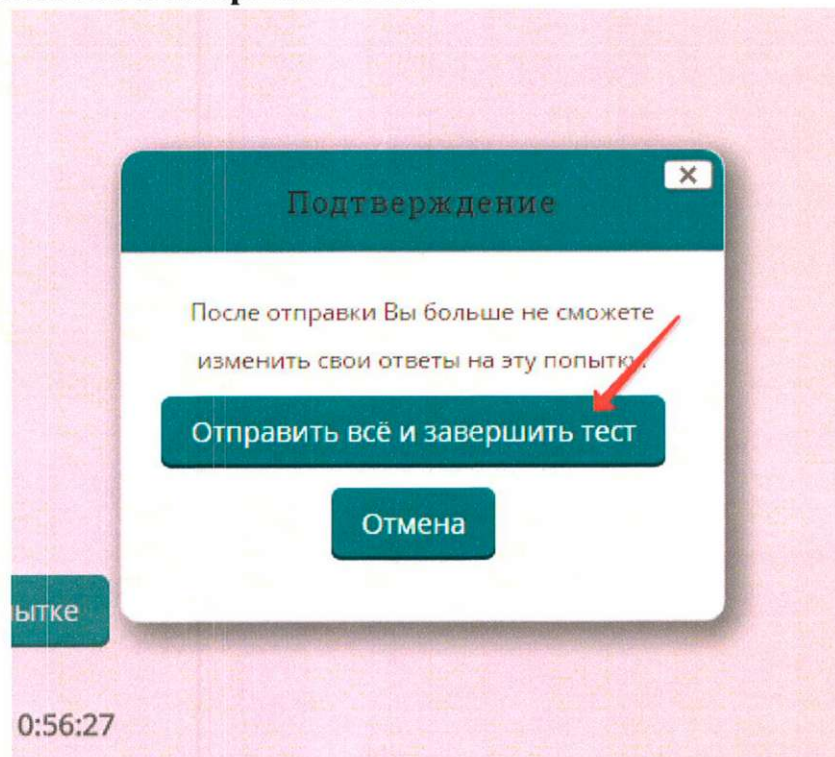 Подтверждение
После отправки Вы больше не сможете
изменить свои ответы на эту попытку.
Отправить всё и завершить тест
Отмена
ытке
0:56:27